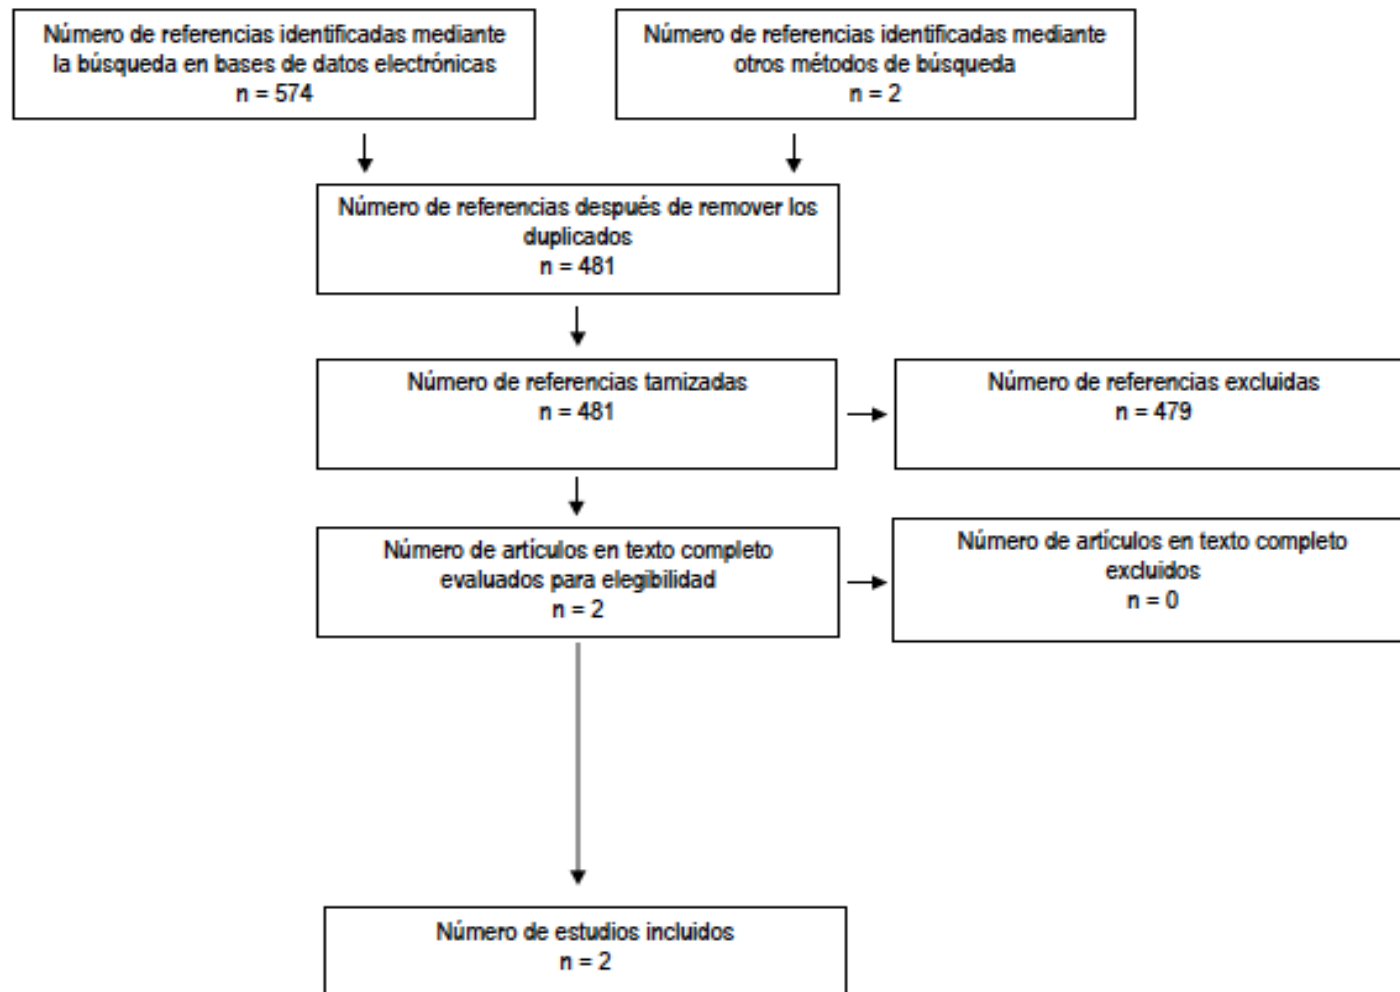 Número de referencias identificadas mediante
la búsqueda en bases de datos electrónicas
n = 574
Número de referencias identificadas mediante
otros métodos de búsqueda
n = 2
Número de referencias después de remover los
duplicados
n = 481
Número de referencias tamizadas
n = 481
Número de referencias excluidas
n = 479
Número de artículos en texto completo
evaluados para elegibilidad
n = 2
Número de artículos en texto completo
excluidos
n = 0
Número de estudios incluidos
n = 2